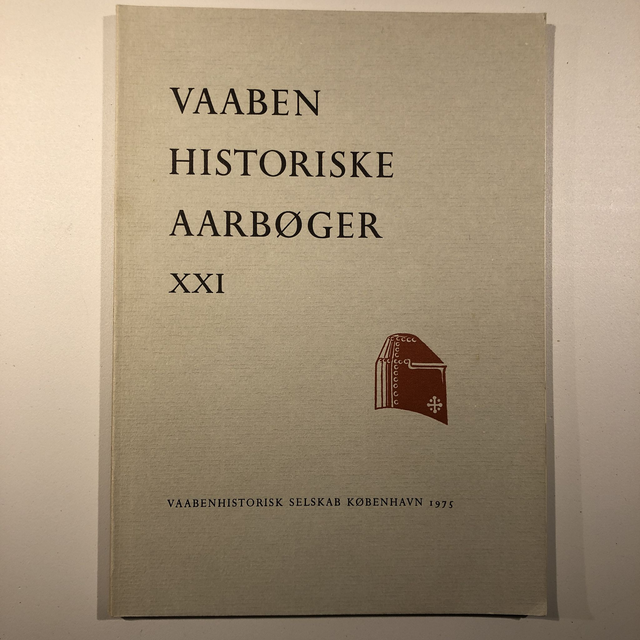 VAABEN
HISTORISKE
AARBØGER
XXI
VAABENHISTORISK SELSKAB KØBENHAVN 1975